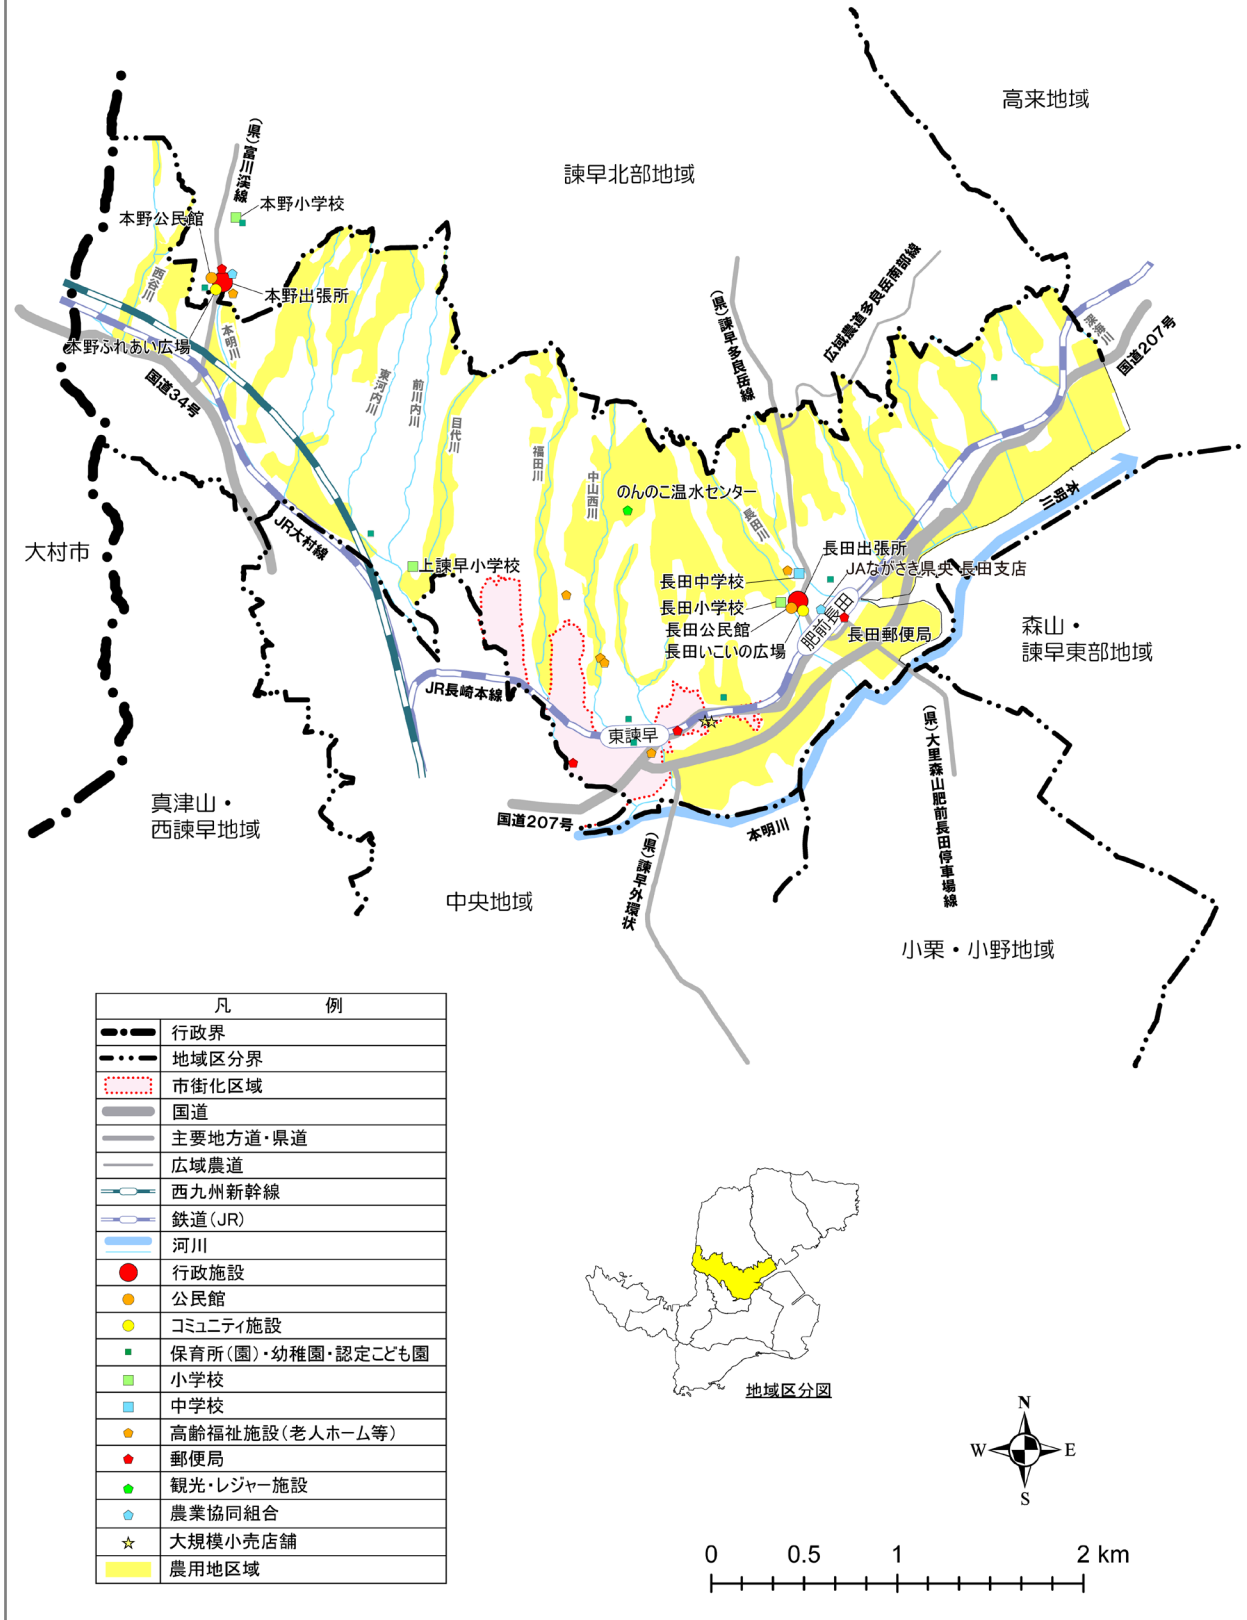 高来地域
諫早北部地域
(県)富川渓線
本野小学校
本野公民館
西谷川
本野出張所
本明川
本野ふれあい広場
国道34号
東河内川
前川内川
目代川
福田川
中山西川
(県)諫早多良岳線
広域農道多良岳南部線
深海川
国道207号
のんのこ温水センター
長田川
本明川
大村市
JR大村線
上諫早小学校
長田出張所
JAながさき県央 長田支店
長田中学校
長田小学校
長田公民館
長田いこいの広場
肥前長田
長田郵便局
森山・
諫早東部地域
JR長崎本線
東諫早
(県)大里森山肥前長田停車場線
真津山・
西諫早地域
国道207号
本明川
(県)諫早外環状
中央地域
小栗・小野地域
凡 例
行政界
地域区分界
市街化区域
国道
主要地方道・県道
広域農道
西九州新幹線
鉄道(JR)
河川
行政施設
公民館
コミュニティ施設
保育所(園)・幼稚園・認定こども園
小学校
中学校
高齢福祉施設(老人ホーム等)
郵便局
観光・レジャー施設
農業協同組合
大規模小売店舗
農用地区域
地域区分図
N
W E
S
0 0.5 1 2 km